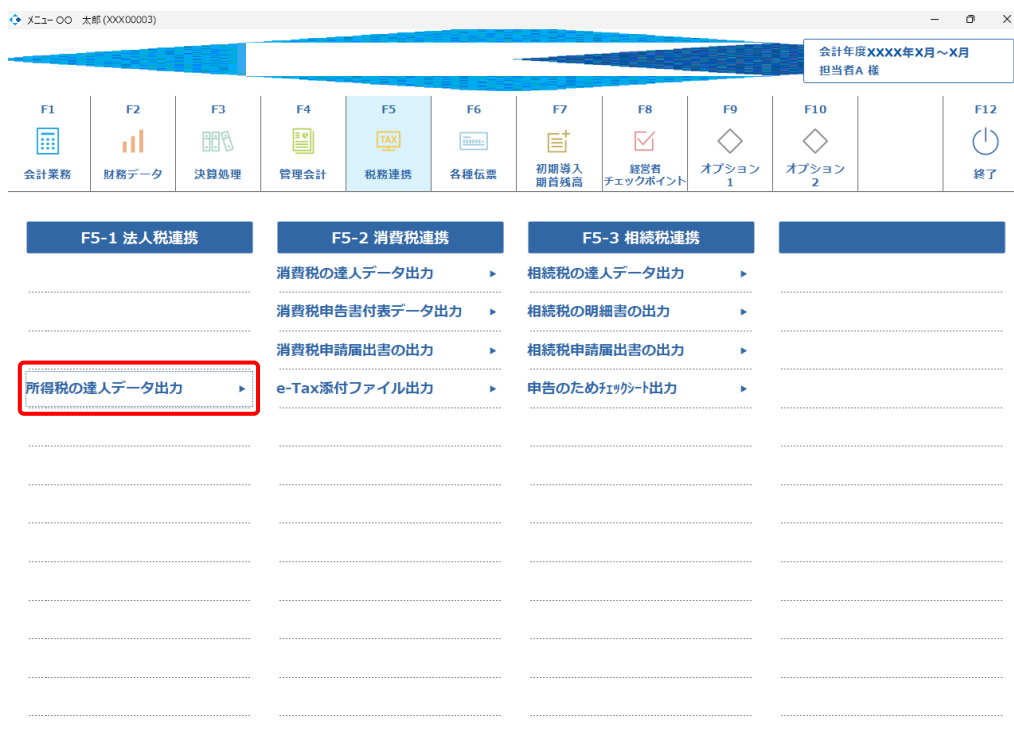 ﾒﾆｭｰ 〇〇 太郎 (XXX00003)
会計年度XXXX年X月～X月
担当者A 様
F1
会計業務
F2
財務データ
F3
決算処理
F4
管理会計
F5
TAX
税務連携
F6
各種伝票
F7
初期導入
期首残高
F8
経営者
チェックポイント
F9
オプション
1
F10
オプション
2
F12
終了
F5-1 法人税連携
所得税の達人データ出力
F5-2 消費税連携
消費税の達人データ出力
消費税申告書付表データ出力
消費税申請届出書の出力
e-Tax添付ファイル出力
F5-3 相続税連携
相続税の達人データ出力
相続税の明細書の出力
相続税申請届出書の出力
申告のためﾁｪｯｸｼｰﾄ出力